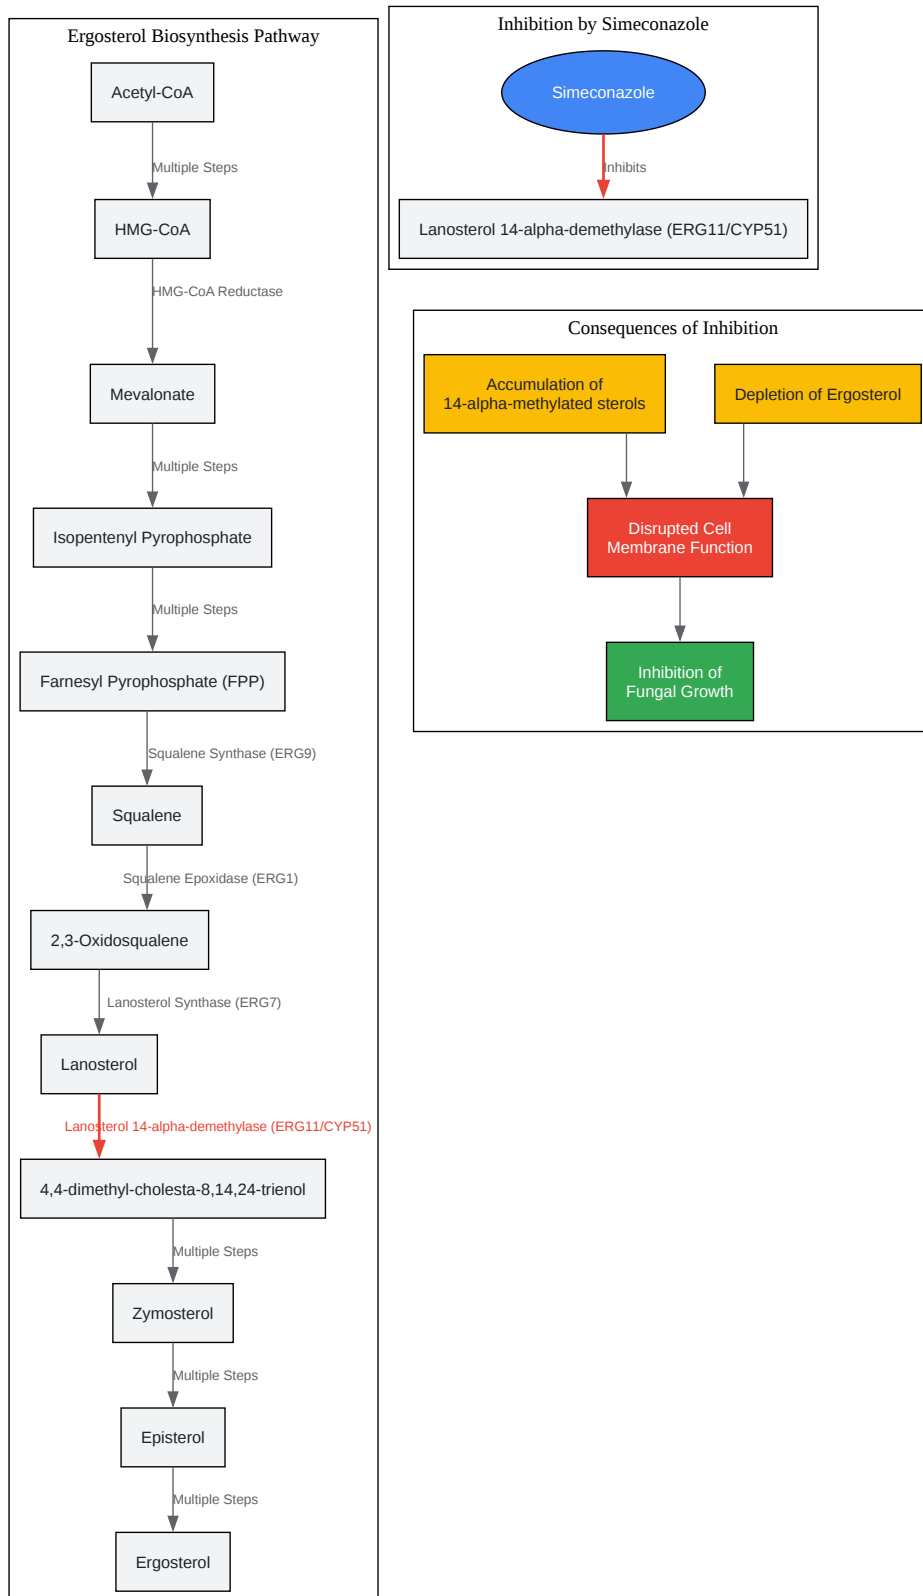 Ergosterol Biosynthesis Pathway
Acetyl-CoA
Multiple Steps
HMG-CoA
HMG-CoA Reductase
Mevalonate
Multiple Steps
Isopentenyl Pyrophosphate
Multiple Steps
Farnesyl Pyrophosphate (FPP)
Squalene Synthase (ERG9)
Squalene
Squalene Epoxidase (ERG1)
2,3-Oxidosqualene
Lanosterol Synthase (ERG7)
Lanosterol
Lanosterol 14-alpha-demethylase (ERG11/CYP51)
4,4-dimethyl-cholesta-8,14,24-trienol
Multiple Steps
Zymosterol
Multiple Steps
Episterol
Multiple Steps
Ergosterol
Inhibition by Simeconazole
Simeconazole
Inhibits
Lanosterol 14-alpha-demethylase (ERG11/CYP51)
Consequences of Inhibition
Accumulation of
14-alpha-methylated sterols
Depletion of Ergosterol
Disrupted Cell
Membrane Function
Inhibition of
Fungal Growth